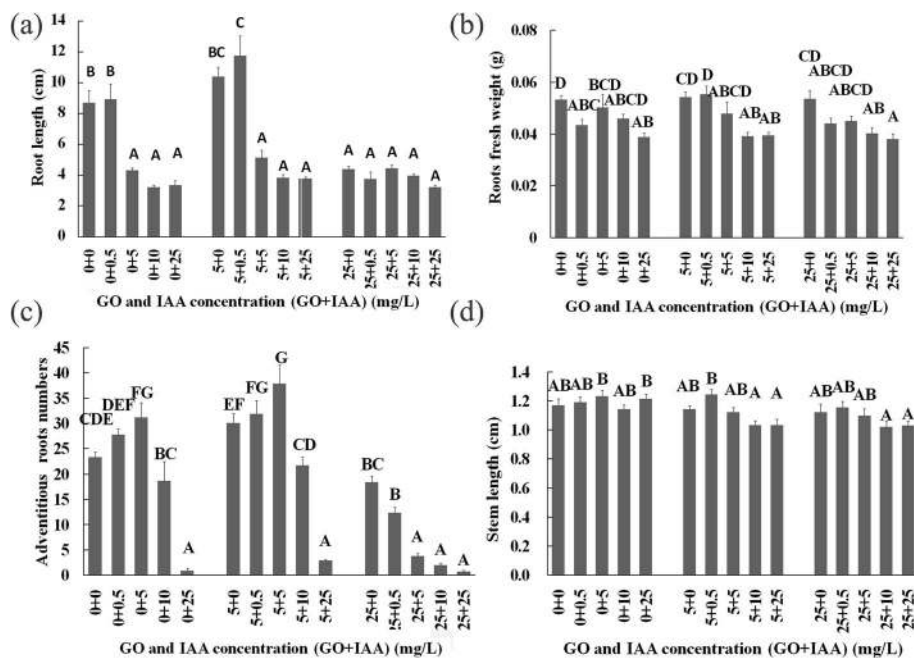 (a)
14
12
10
8
6
4
2
0
Root length (cm)
B B A A A BC C A A A A A A A A
0+0 0+0.5 0+5 0+10 0+25 5+0 5+0.5 5+5 5+10 5+25 25+0 25+0.5 25+5 25+10 25+25
GO and IAA concentration (GO+IAA) (mg/L)
(b)
0.08
0.06
0.04
0.02
0
Roots fresh weight (g)
D ABC BCD ABCD AB CD D ABCD AB AB CD ABCD ABCD AB A
0+0 0+0.5 0+5 0+10 0+25 5+0 5+0.5 5+5 5+10 5+25 25+0 25+0.5 25+5 25+10 25+25
GO and IAA concentration (GO+IAA) (mg/L)
(c)
45
40
35
30
25
20
15
10
5
0
Adventitious roots numbers
CDE DEF FG BC A EF FG G CD A BC B A A A
0+0 0+0.5 0+5 0+10 0+25 5+0 5+0.5 5+5 5+10 5+25 25+0 !5+0.5 25+5 25+10 25+25
GO and IAA concentration (GO+IAA) (mg/L)
(d)
1.4
1.2
1.0
0.8
0.6
0.4
0.2
0.0
Stem length (cm)
AB AB B AB B AB B AB A A AB AB AB A A
0+0 0+0.5 0+5 0+10 0+25 5+0 5+0.5 5+5 5+10 5+25 25+0 25+0.5 25+5 25+10 25+25
GO and IAA concentration (GO+IAA) (mg/L)